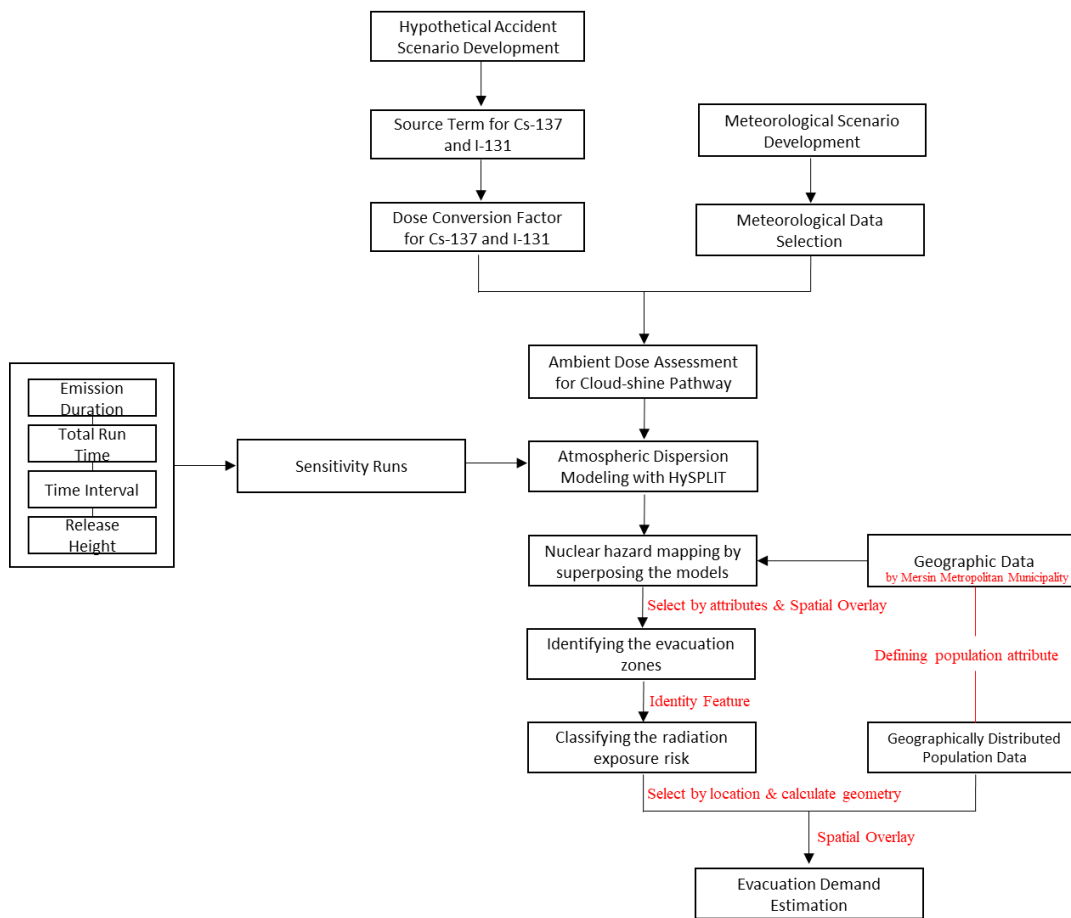 Hypothetical Accident
Scenario Development
Source Term for Cs-137
and I-131
Meteorological Scenario
Development
Dose Conversion Factor
for Cs-137 and I-131
Meteorological Data
Selection
Ambient Dose Assessment
for Cloud-shine Pathway
Emission
Duration
Total Run
Time
Time Interval
Release
Height
Sensitivity Runs
Atmospheric Dispersion
Modeling with HySPLIT
Nuclear hazard mapping by
superposing the models
Geographic Data
by Mersin Metropolitan Municipality
Select by attributes & Spatial Overlay
Identifying the evacuation
zones
Defining population attribute
Identity Feature
Classifying the radiation
exposure risk
Geographically Distributed
Population Data
Select by location & calculate geometry
Spatial Overlay
Evacuation Demand
Estimation